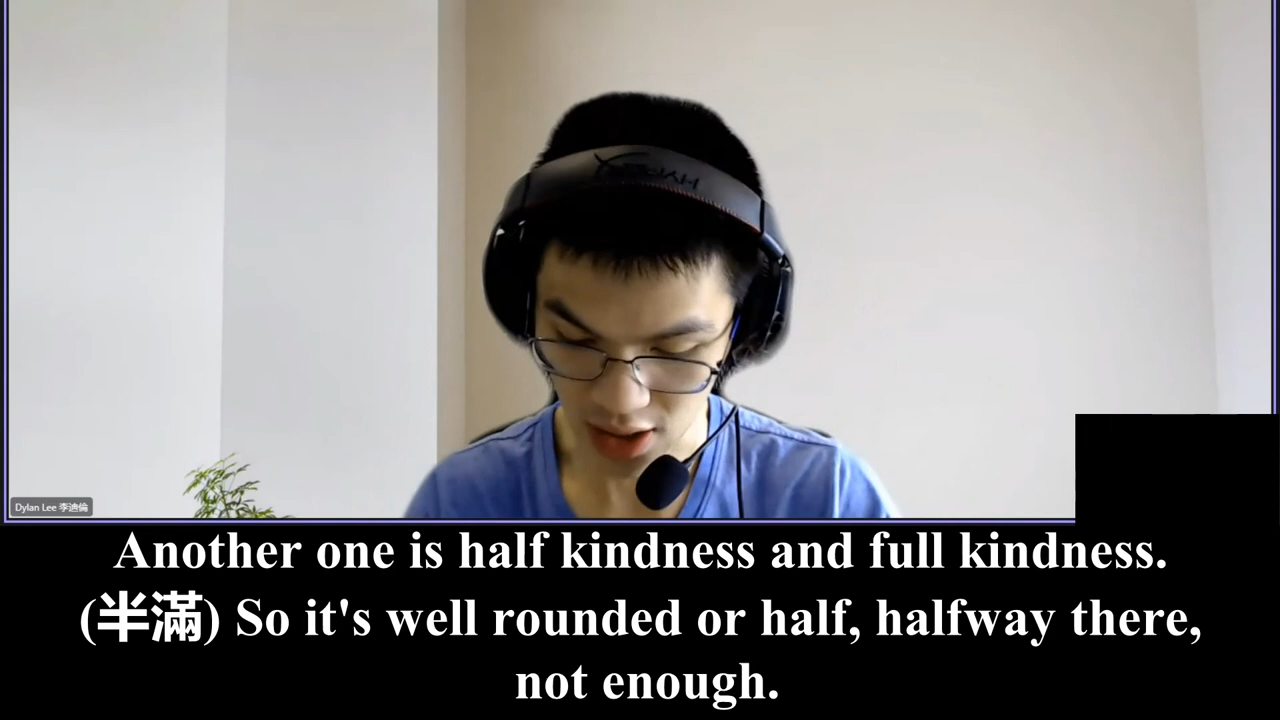 Dylan Lee 李迪倫
Another one is half kindness and full kindness.
(半滿) So it's well rounded or half, halfway there,
not enough.